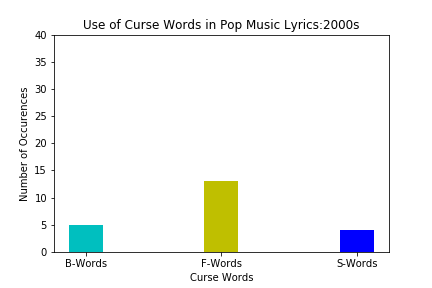 Use of Curse Words in Pop Music Lyrics:2000s
40
35
30
25
20
15
10
5
0
Number of Occurences
B-Words F-Words S-Words
Curse Words